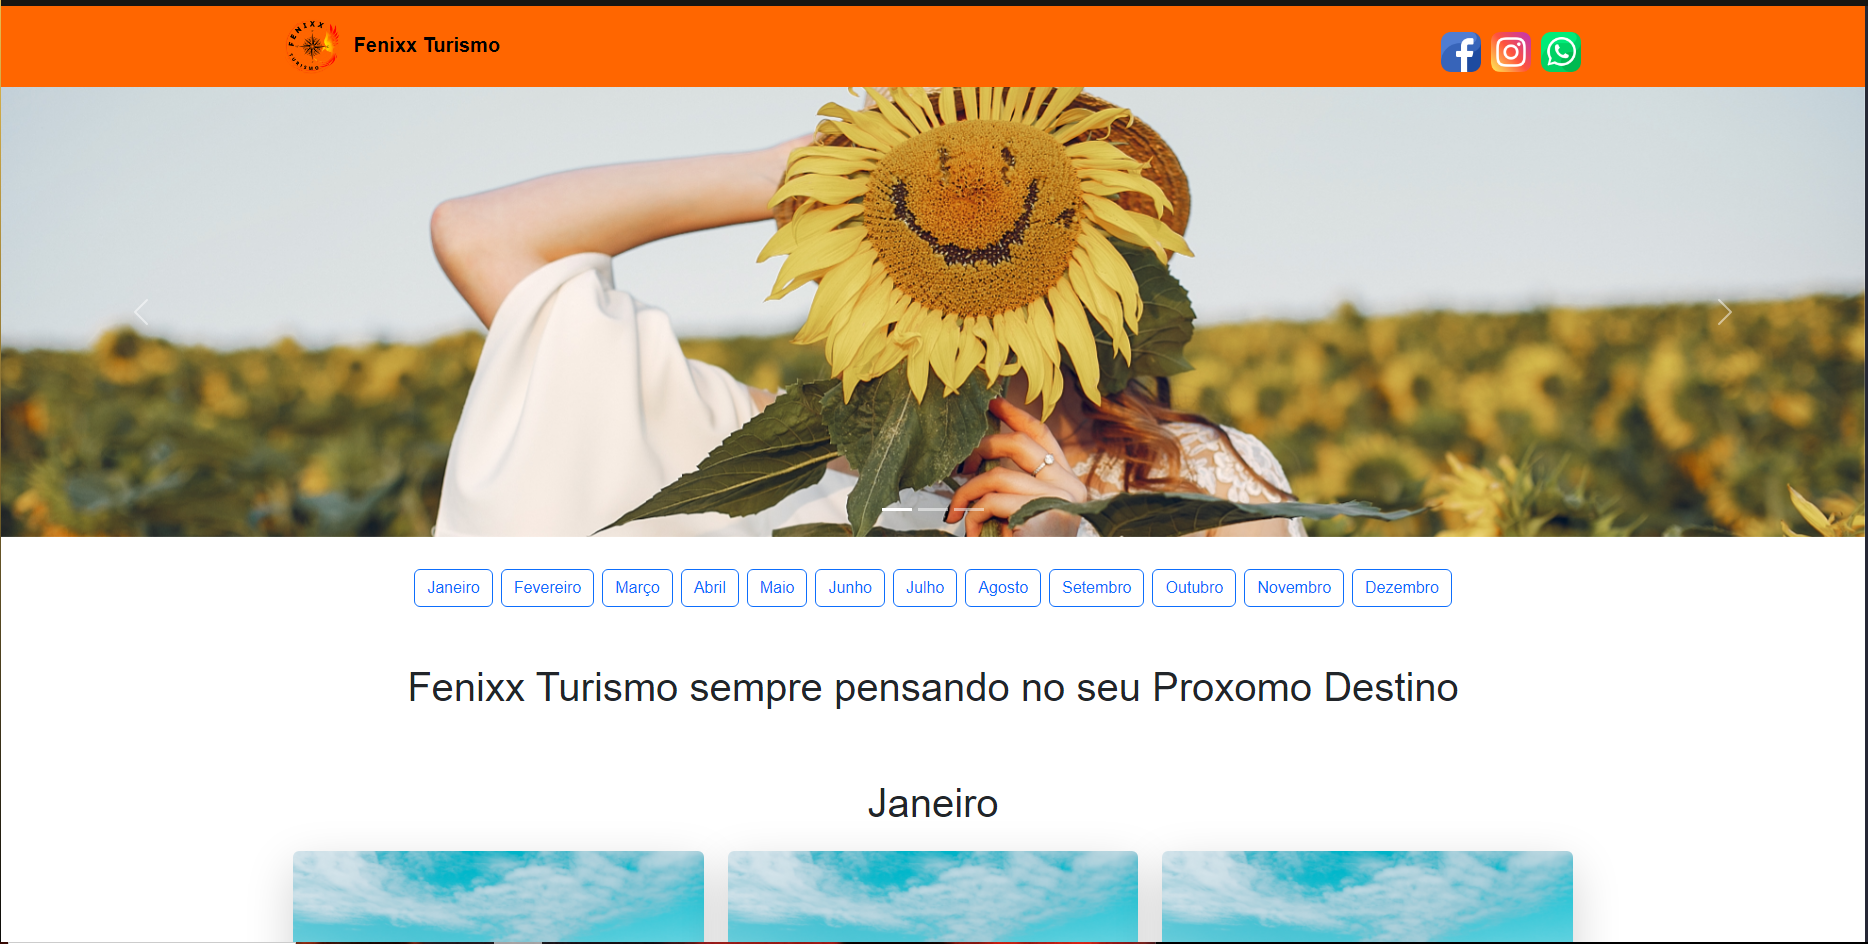 FENIXX
TURISMO
Fenixx Turismo
Janeiro
Fevereiro
Março
Abril
Maio
Junho
Julho
Agosto
Setembro
Outubro
Novembro
Dezembro
Fenixx Turismo sempre pensando no seu Proxomo Destino
Janeiro